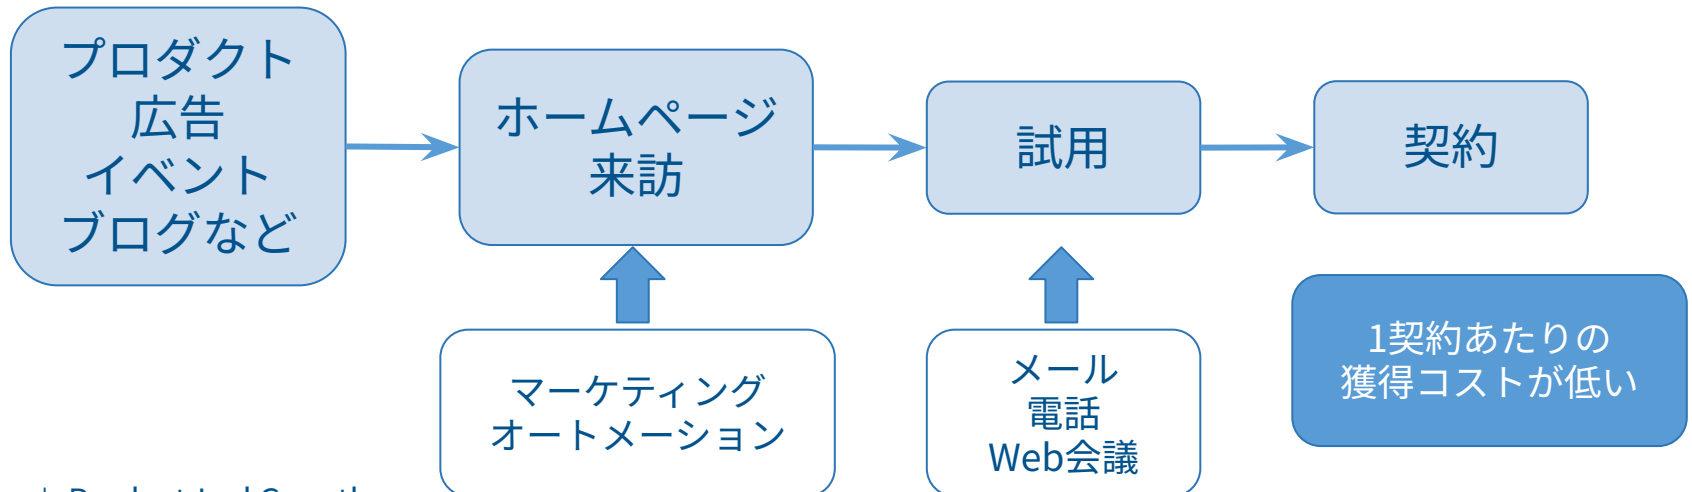 プロダクト
広告
イベント
ブログなど
ホームページ
来訪
試用
契約
マーケティング
オートメーション
メール
電話
Web会議
1契約あたりの
獲得コストが低い